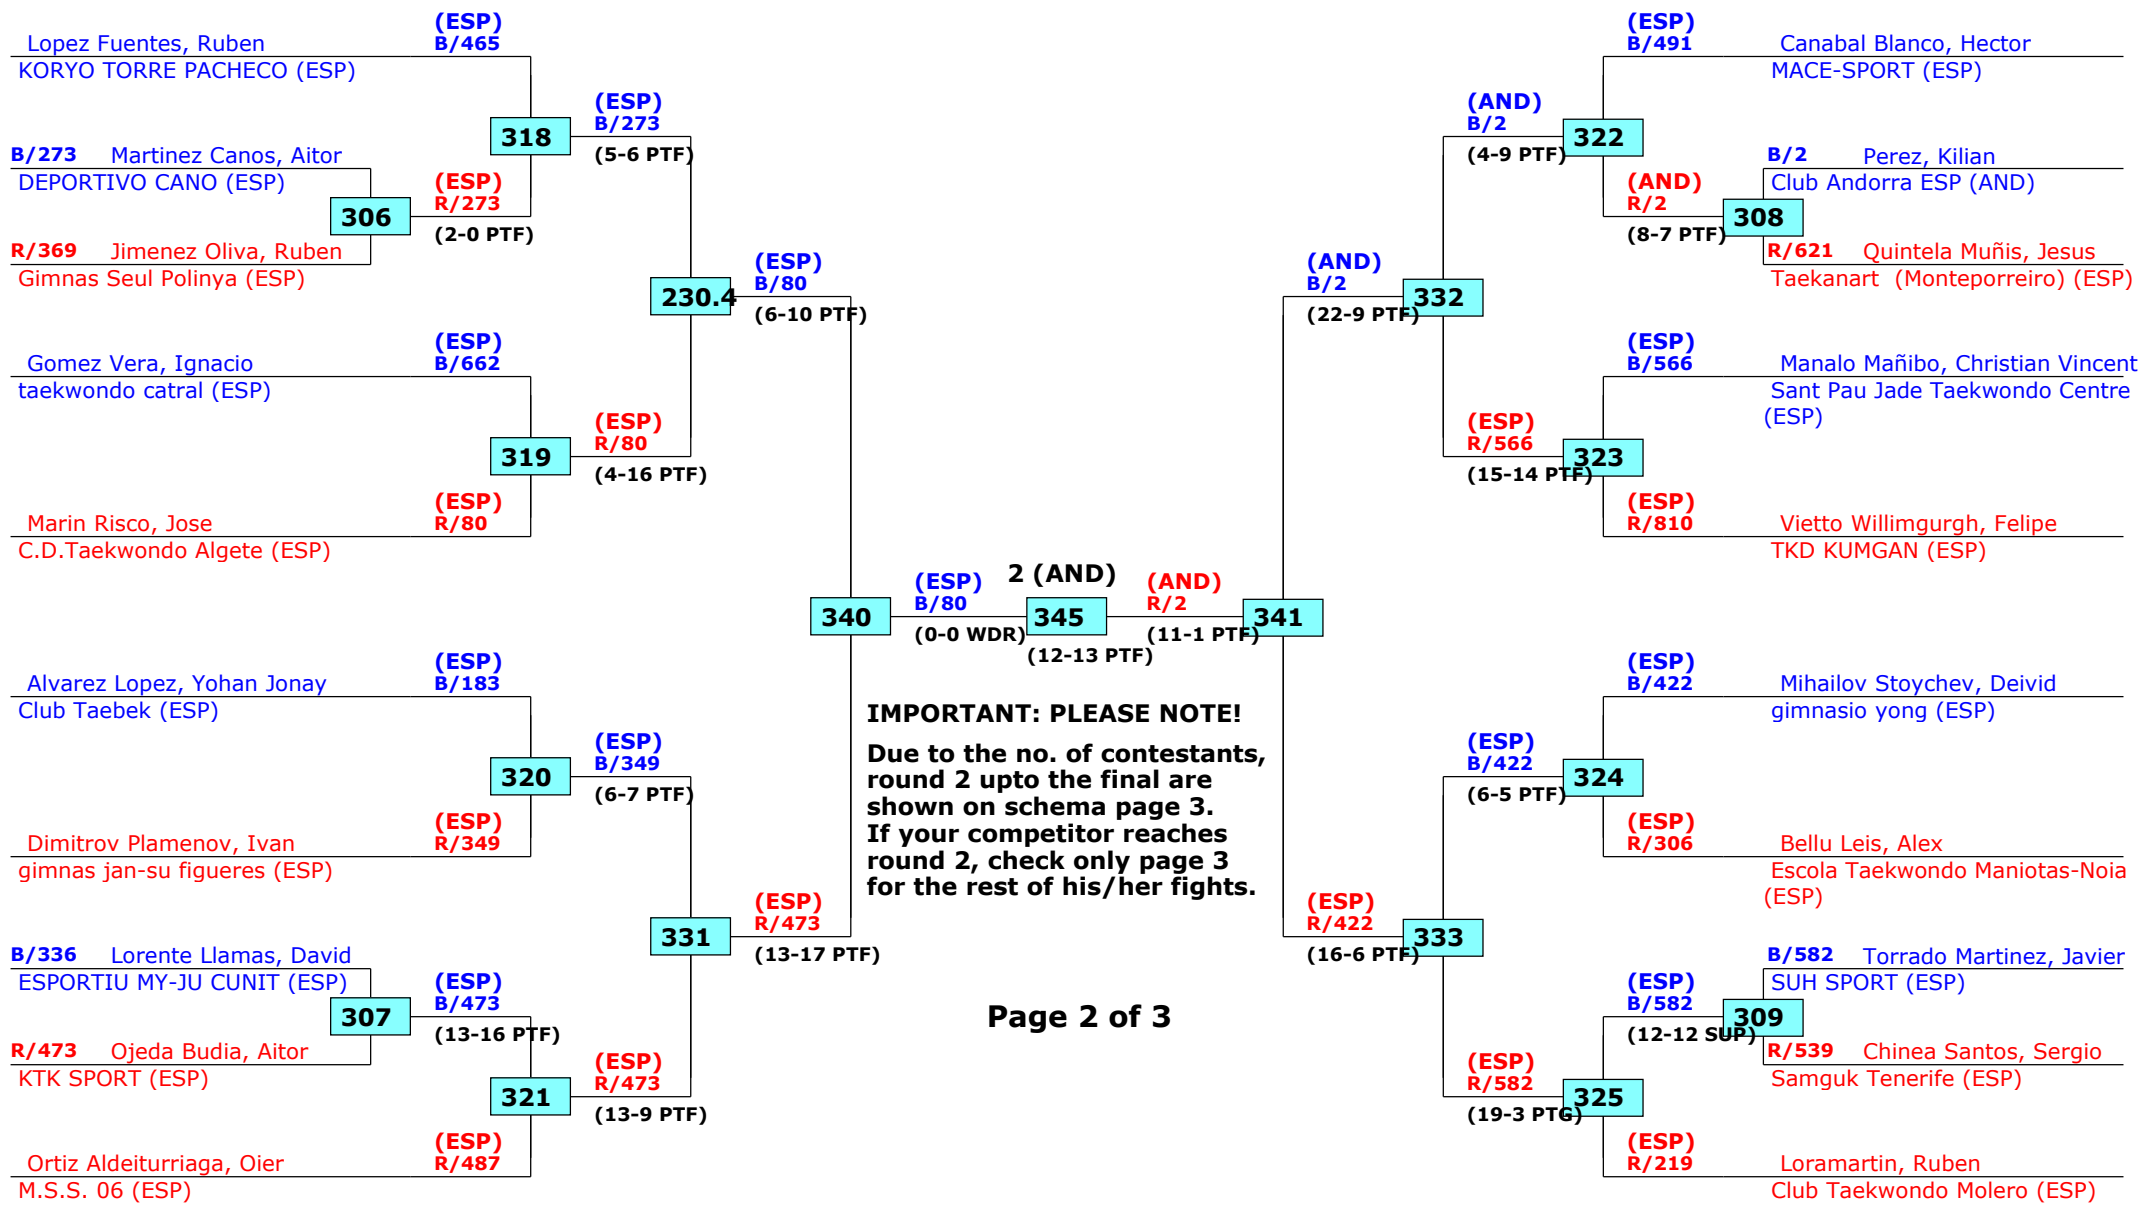 (ESP)
Lopez Fuentes, Ruben B/465
KORYO TORRE PACHECO (ESP)
(ESP)
B/273
318
(5-6 PTF)
B/273 Martinez Canos, Aitor
DEPORTIVO CANO (ESP)
(ESP)
R/273
306
(2-0 PTF)
R/369 Jimenez Oliva, Ruben
Gimnas Seul Polinya (ESP)
(ESP)
B/80
230.4
(6-10 PTF)
(ESP)
Gomez Vera, Ignacio B/662
taekwondo catral (ESP)
(ESP)
R/80
319
(4-16 PTF)
(ESP)
Marin Risco, Jose R/80
C.D.Taekwondo Algete (ESP)
340
(ESP)
B/80
(0-0 WDR)
2 (AND)
345
(12-13 PTF)
(AND)
R/2
(11-1 PTF)
341
(ESP)
Alvarez Lopez, Yohan Jonay B/183
Club Taebek (ESP)
(ESP)
B/349
320
(6-7 PTF)
(ESP)
Dimitrov Plamenov, Ivan R/349
gimnas jan-su figueres (ESP)
(ESP)
R/473
331
(13-17 PTF)
B/336 Lorente Llamas, David
ESPORTIU MY-JU CUNIT (ESP)
(ESP)
B/473
307
(13-16 PTF)
R/473 Ojeda Budia, Aitor
KTK SPORT (ESP)
(ESP)
R/473
321
(13-9 PTF)
(ESP)
Ortiz Aldeiturriaga, Oier R/487
M.S.S. 06 (ESP)
IMPORTANT: PLEASE NOTE!
Due to the no. of contestants,
round 2 upto the final are
shown on schema page 3.
If your competitor reaches
round 2, check only page 3
for the rest of his/her fights.
Page 2 of 3
(ESP)
B/491 Canabal Blanco, Hector
MACE-SPORT (ESP)
(AND)
B/2
322
(4-9 PTF)
B/2 Perez, Kilian
Club Andorra ESP (AND)
(AND)
R/2
308
(8-7 PTF)
R/621 Quintela Muñis, Jesus
Taekanart (Monteporreiro) (ESP)
(AND)
B/2
332
(22-9 PTF)
(ESP)
B/566 Manalo Mañibo, Christian Vincent
Sant Pau Jade Taekwondo Centre
(ESP)
(ESP)
R/566
323
(15-14 PTF)
(ESP)
R/810 Vietto Willimgurgh, Felipe
TKD KUMGAN (ESP)
(ESP)
B/422 Mihailov Stoychev, Deivid
gimnasio yong (ESP)
(ESP)
B/422
324
(6-5 PTF)
(ESP)
R/306 Bellu Leis, Alex
Escola Taekwondo Maniotas-Noia
(ESP)
(ESP)
R/422
333
(16-6 PTF)
B/582 Torrado Martinez, Javier
SUH SPORT (ESP)
(ESP)
B/582
309
(12-12 SUP)
R/539 Chinea Santos, Sergio
Samguk Tenerife (ESP)
(ESP)
R/582
325
(19-3 PTG)
(ESP)
R/219 Loramartin, Ruben
Club Taekwondo Molero (ESP)